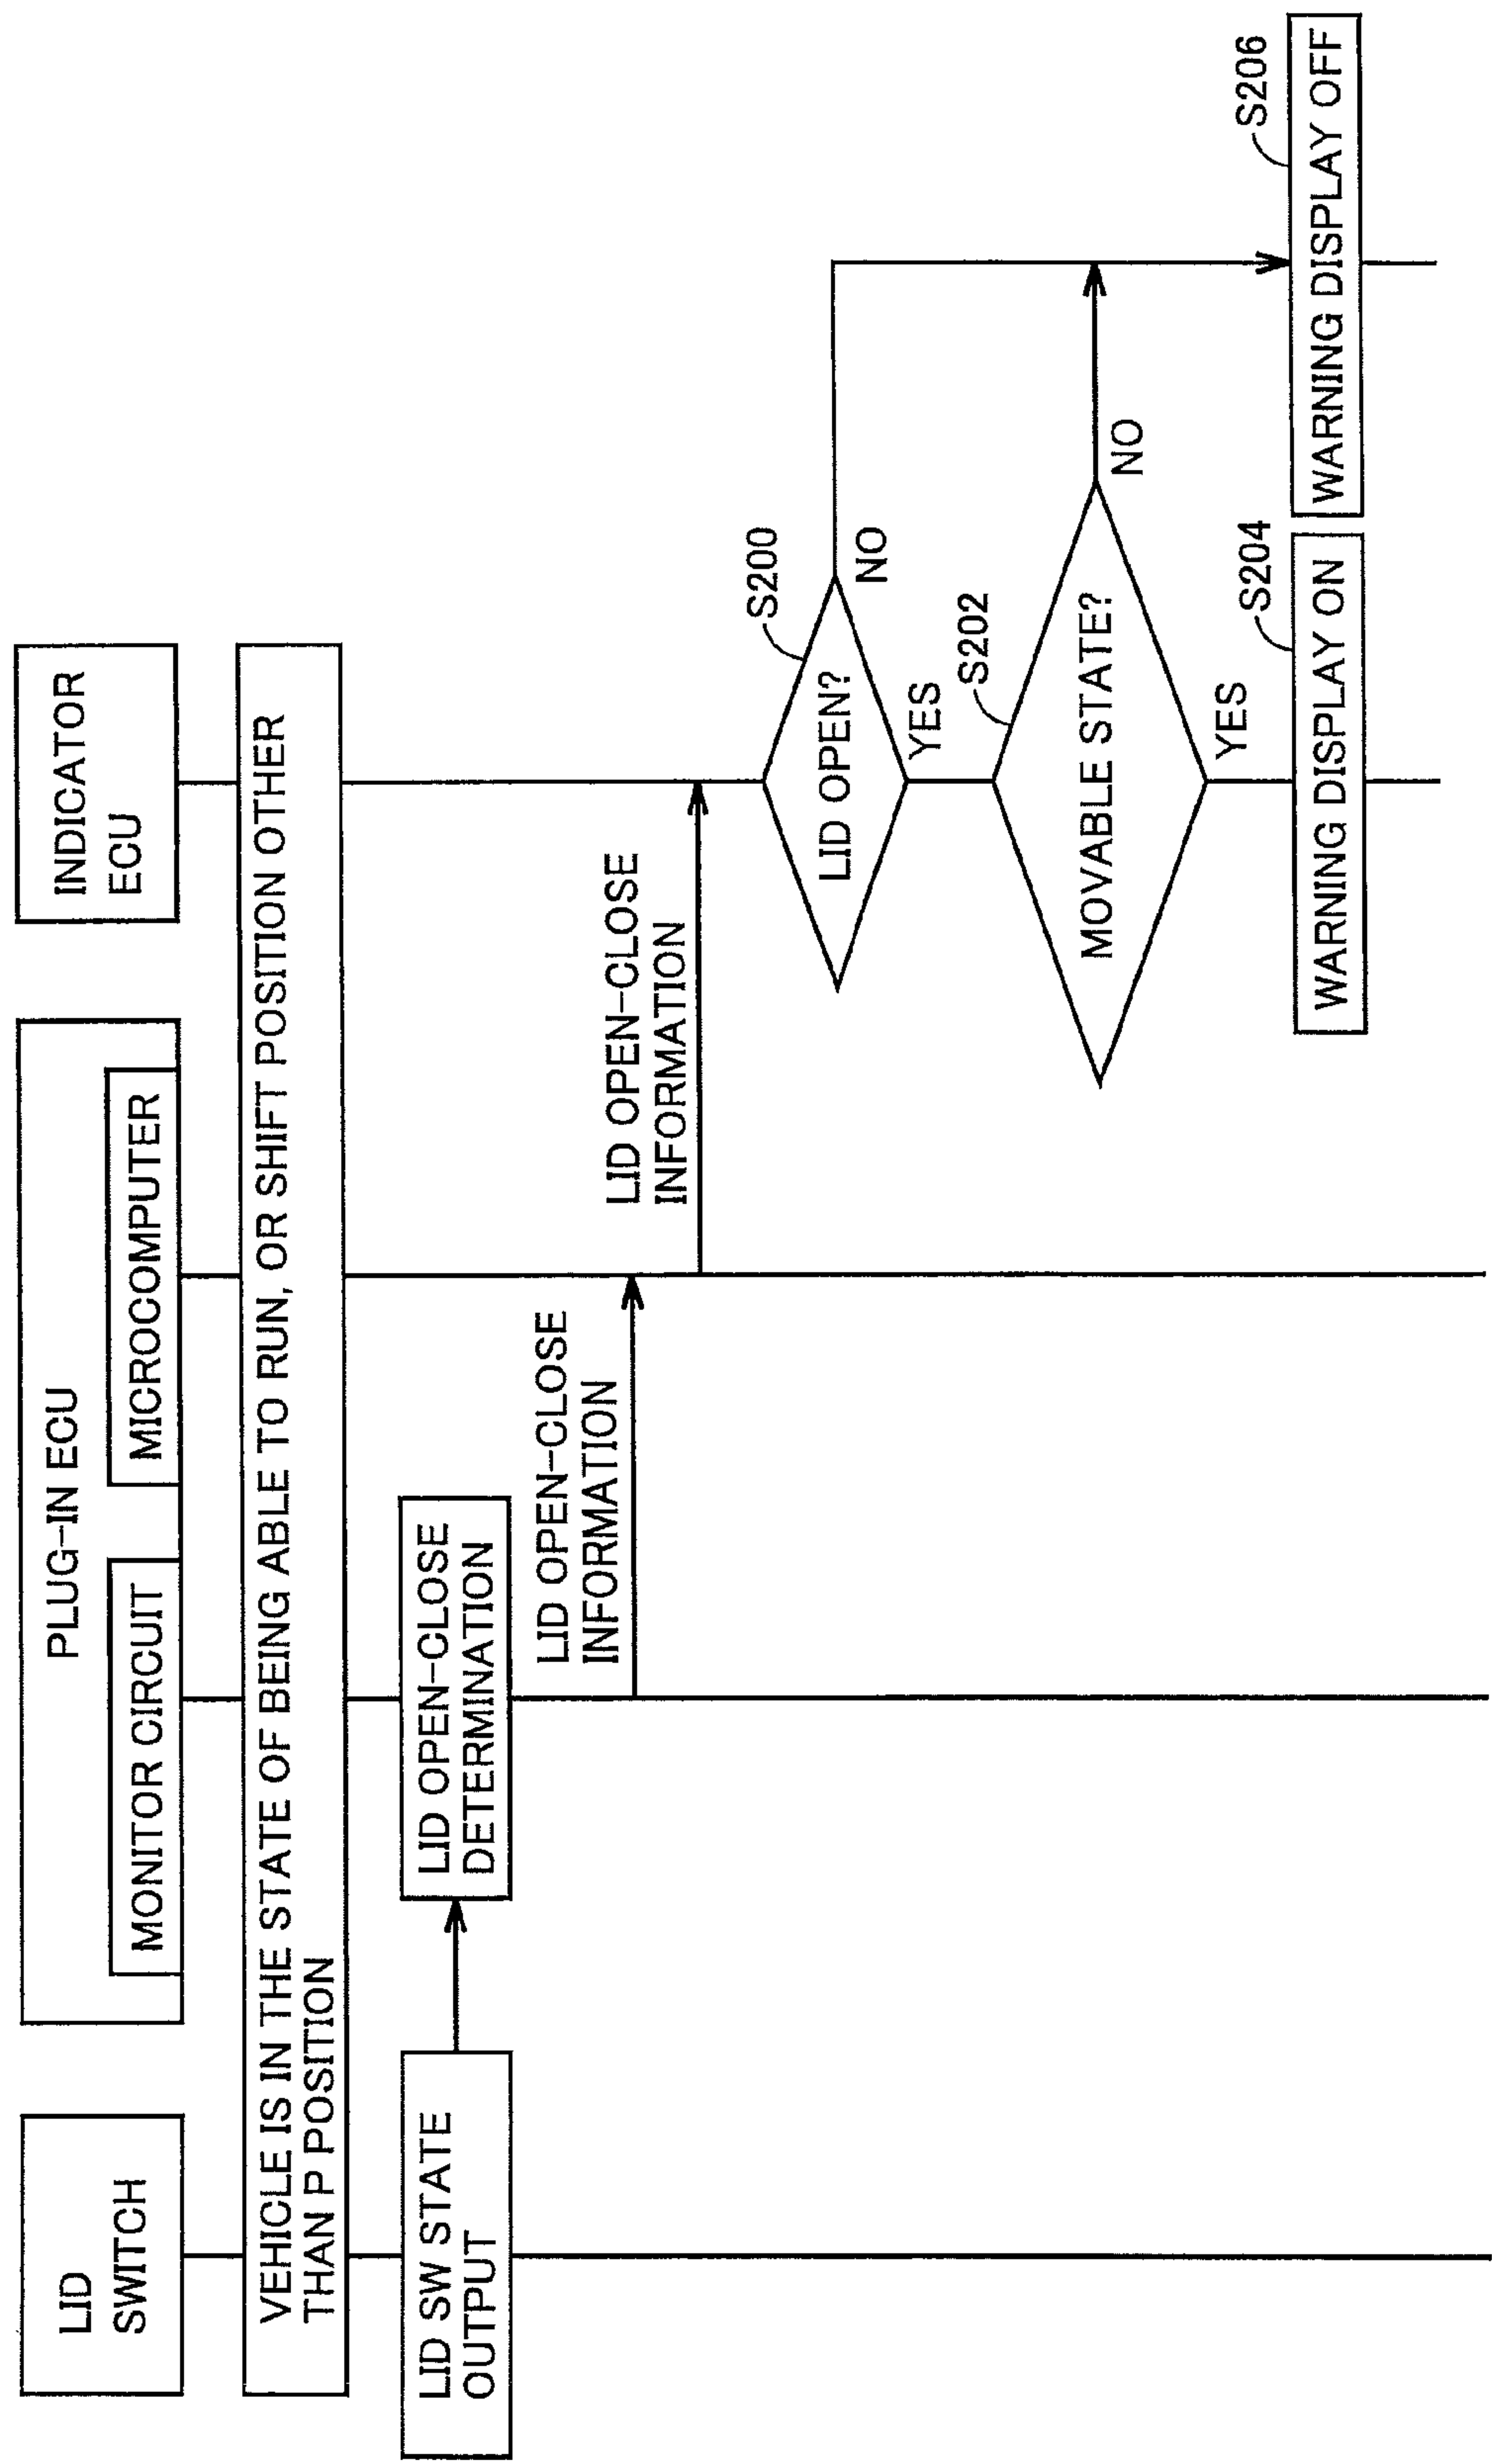 LID
SWITCH
PLUG-IN ECU
MONITOR CIRCUIT
MICROCOMPUTER
INDICATOR
ECU
VEHICLE IS IN THE STATE OF BEING ABLE TO RUN, OR SHIFT POSITION OTHER
THAN P POSITION
LID SW STATE
OUTPUT
LID OPEN-CLOSE
DETERMINATION
LID OPEN-CLOSE
INFORMATION
LID OPEN-CLOSE
INFORMATION
S200
LID OPEN?
NO
YES
S202
MOVABLE STATE?
NO
YES
S204
WARNING DISPLAY ON
S206
WARNING DISPLAY OFF